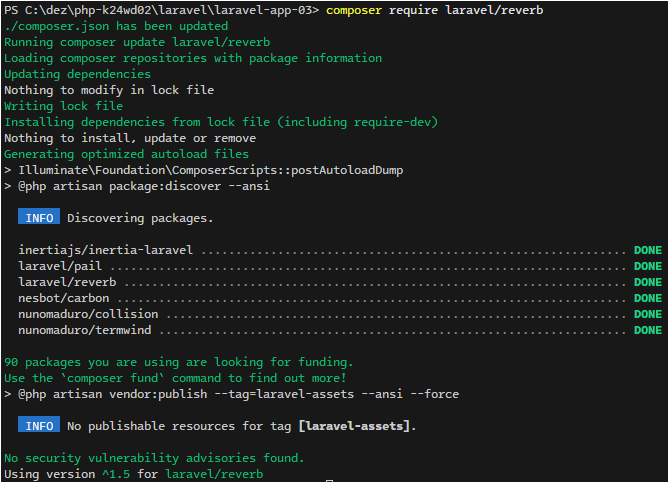 PS C:\dez\php-k24wd02\laravel\laravel-app-03> composer require laravel/reverb
./composer.json has been updated
Running composer update laravel/reverb
Loading composer repositories with package information
Updating dependencies
Nothing to modify in lock file
Writing lock file
Installing dependencies from lock file (including require-dev)
Nothing to install, update or remove
Generating optimized autoload files
> Illuminate\Foundation\ComposerScripts::postAutoloadDump
> @php artisan package:discover --ansi
INFO Discovering packages.
inertiajs/inertia-laravel ............................................................. DONE
laravel/pail .......................................................................... DONE
laravel/reverb ........................................................................ DONE
nesbot/carbon ......................................................................... DONE
nunomaduro/collision .................................................................. DONE
nunomaduro/termwind ................................................................... DONE
90 packages you are using are looking for funding.
Use the `composer fund` command to find out more!
> @php artisan vendor:publish --tag=laravel-assets --ansi --force
INFO No publishable resources for tag [laravel-assets].
No security vulnerability advisories found.
Using version ^1.5 for laravel/reverb